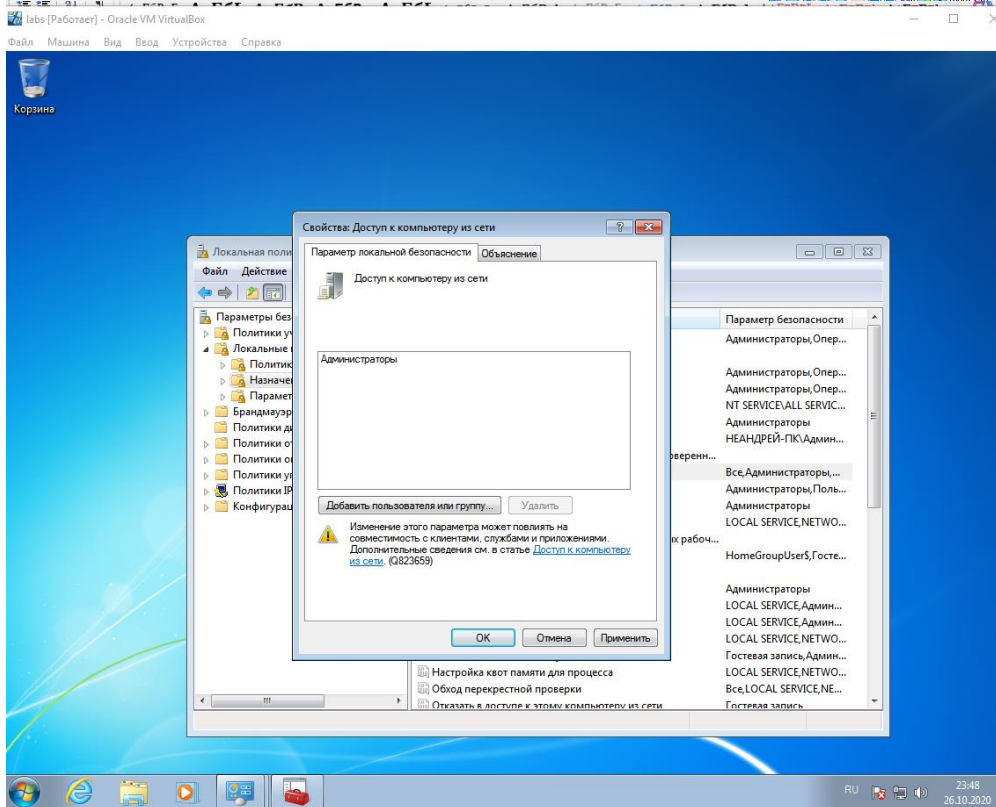 labs [Работает] - Oracle VM VirtualBox
Файл Машина Вид Ввод Устройства Справка
Корзина
Свойства: Доступ к компьютеру из сети
Параметр локальной безопасности
Объяснение
Доступ к компьютеру из сети
Администраторы
Добавить пользователя или группу...
Удалить
Изменение этого параметра может повлиять на
совместимость с клиентами, службами и приложениями.
Дополнительные сведения см. в статье Доступ к компьютеру
из сети. (Q823659)
ОК
Отмена
Применить
Локальная поли
Файл Действие
Параметры без
Политики уч
Локальные
Политик
Назначе
Парамет
Брандмауэр
Политики ди
Политики о
Политики о
Политики у
Политики IP
Конфигурац
Параметр безопасности
Администраторы,Опер...
Администраторы,Опер...
Администраторы,Опер...
NT SERVICE\ALL SERVIC...
Администраторы
НЕАНДРЕЙ-ПК\Админ...
оверенн...
Все,Администраторы,...
Администраторы,Поль...
Администраторы
LOCAL SERVICE,NETWO...
х рабоч...
HomeGroupUser$,Госте...
Администраторы
LOCAL SERVICE,Админ...
LOCAL SERVICE,Админ...
LOCAL SERVICE,NETWO...
Гостевая запись,Админ...
Настройка квот памяти для процесса
LOCAL SERVICE,NETWO...
Обход перекрестной проверки
Все,LOCAL SERVICE,NE...
Отказать в доступе к этому компьютеру из сети
Гостевая запись
RU
23:48
26.10.2020